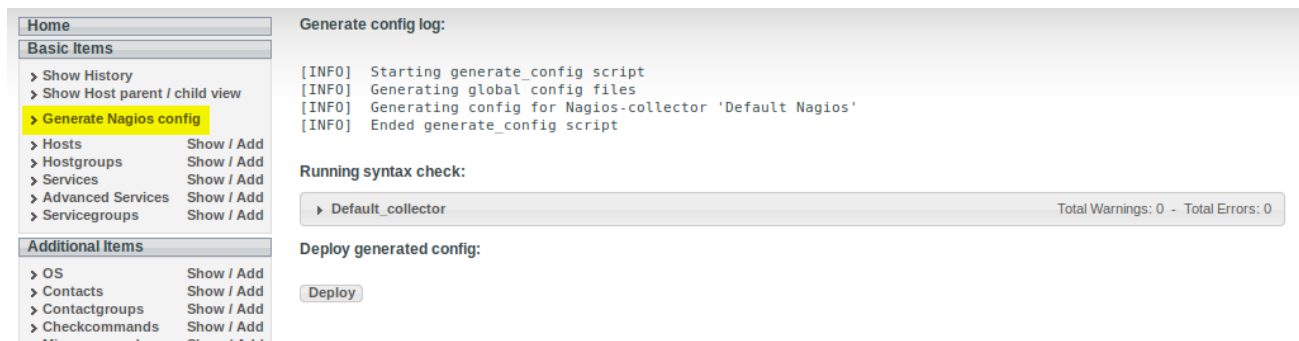 Home
Basic Items
Show History
Show Host parent / child view
Generate Nagios config
Hosts Show / Add
Hostgroups Show / Add
Services Show / Add
Advanced Services Show / Add
Servicegroups Show / Add
Additional Items
OS Show / Add
Contacts Show / Add
Contactgroups Show / Add
Checkcommands Show / Add
Generate config log:
[INFO] Starting generate_config script
[INFO] Generating global config files
[INFO] Generating config for Nagios-collector 'Default Nagios'
[INFO] Ended generate_config script
Running syntax check:
Default_collector Total Warnings: 0 - Total Errors: 0
Deploy generated config:
Deploy